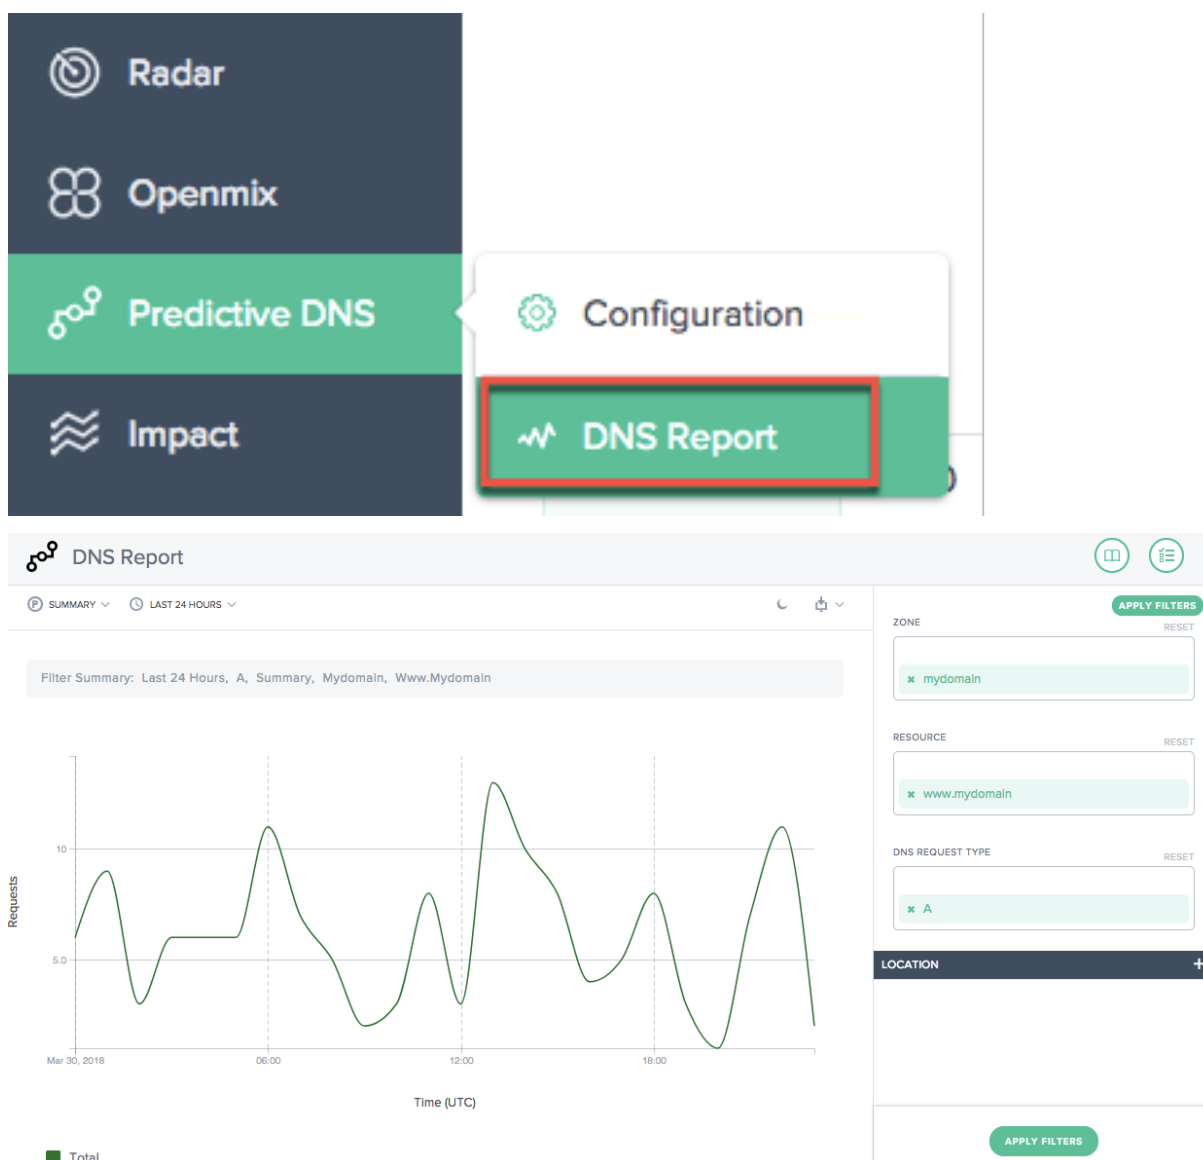 Radar
Openmix
Predictive DNS
Configuration
Impact
DNS Report
DNS Report
P SUMMARY LAST 24 HOURS
APPLY FILTERS
ZONE
RESET
Filter Summary: Last 24 Hours, A, Summary, Mydomain, Www.Mydomain
× mydomain
RESOURCE
RESET
× www.mydomain
DNS REQUEST TYPE
RESET
× A
LOCATION +
10
5.0
Requests
Mar 30, 2018 06:00 12:00 18:00
Time (UTC)
APPLY FILTERS
Total